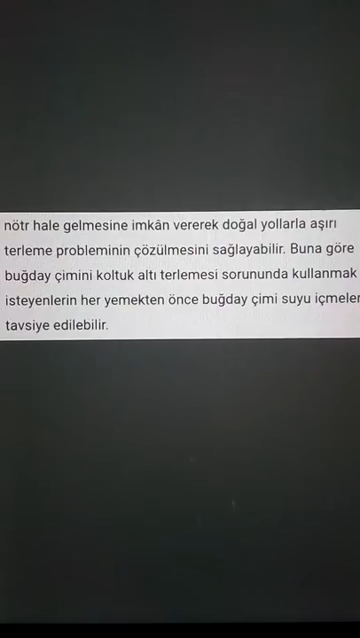 nötr hale gelmesine imkân vererek doğal yollarla aşırı
terleme probleminin çözülmesini sağlayabilir. Buna göre
buğday çimini koltuk altı terlemesi sorununda kullanmak
isteyenlerin her yemekten önce buğday çimi suyu içmeler
tavsiye edilebilir.